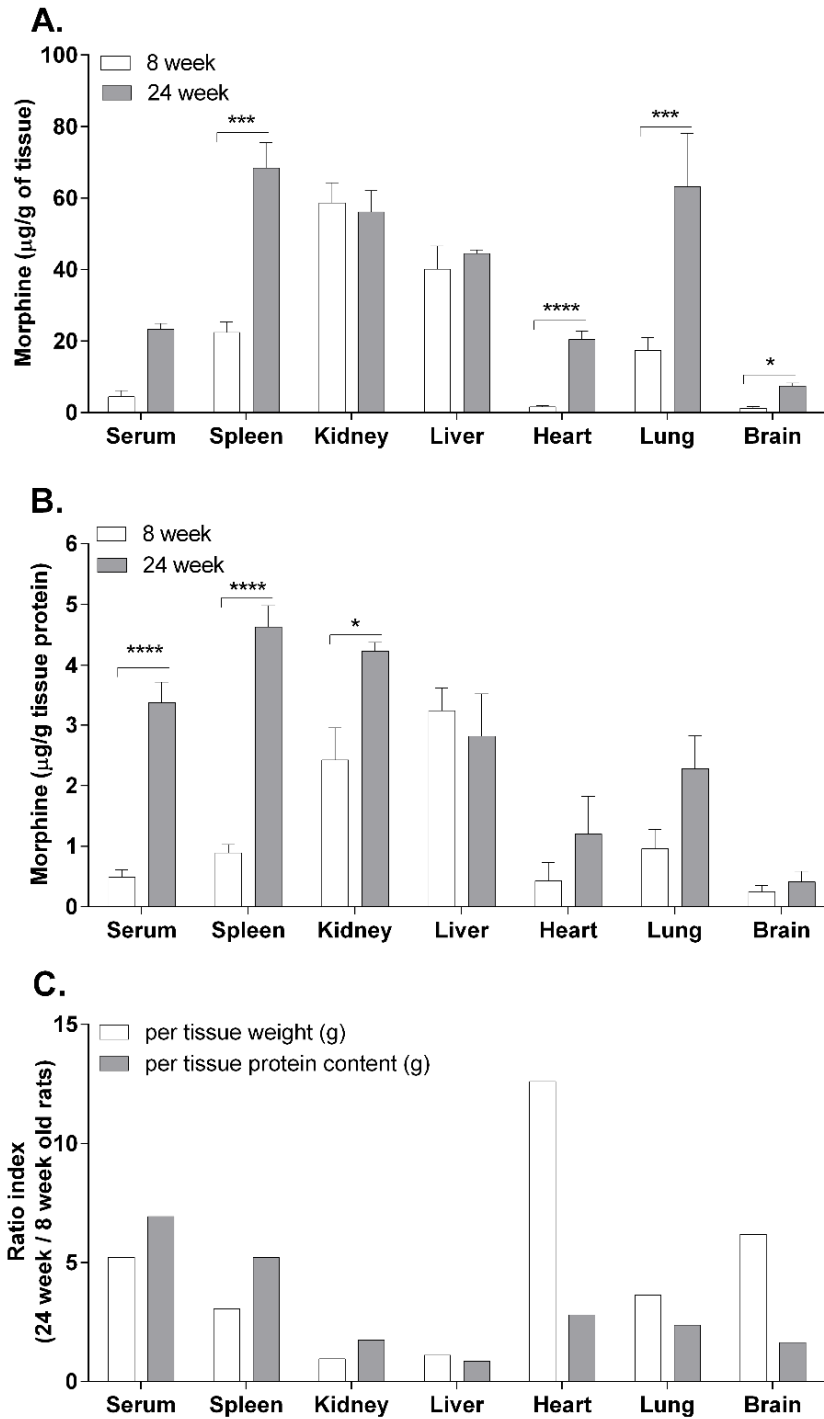 A.
8 week
24 week
Morphine (μg/g of tissue)
100
80
60
40
20
0
***
****
***
*
Serum Spleen Kidney Liver Heart Lung Brain
B.
8 week
24 week
Morphine (μg/g tissue protein)
6
5
4
3
2
1
0
****
****
*
Serum Spleen Kidney Liver Heart Lung Brain
C.
per tissue weight (g)
per tissue protein content (g)
Ratio index
(24 week / 8 week old rats)
15
10
5
0
Serum Spleen Kidney Liver Heart Lung Brain